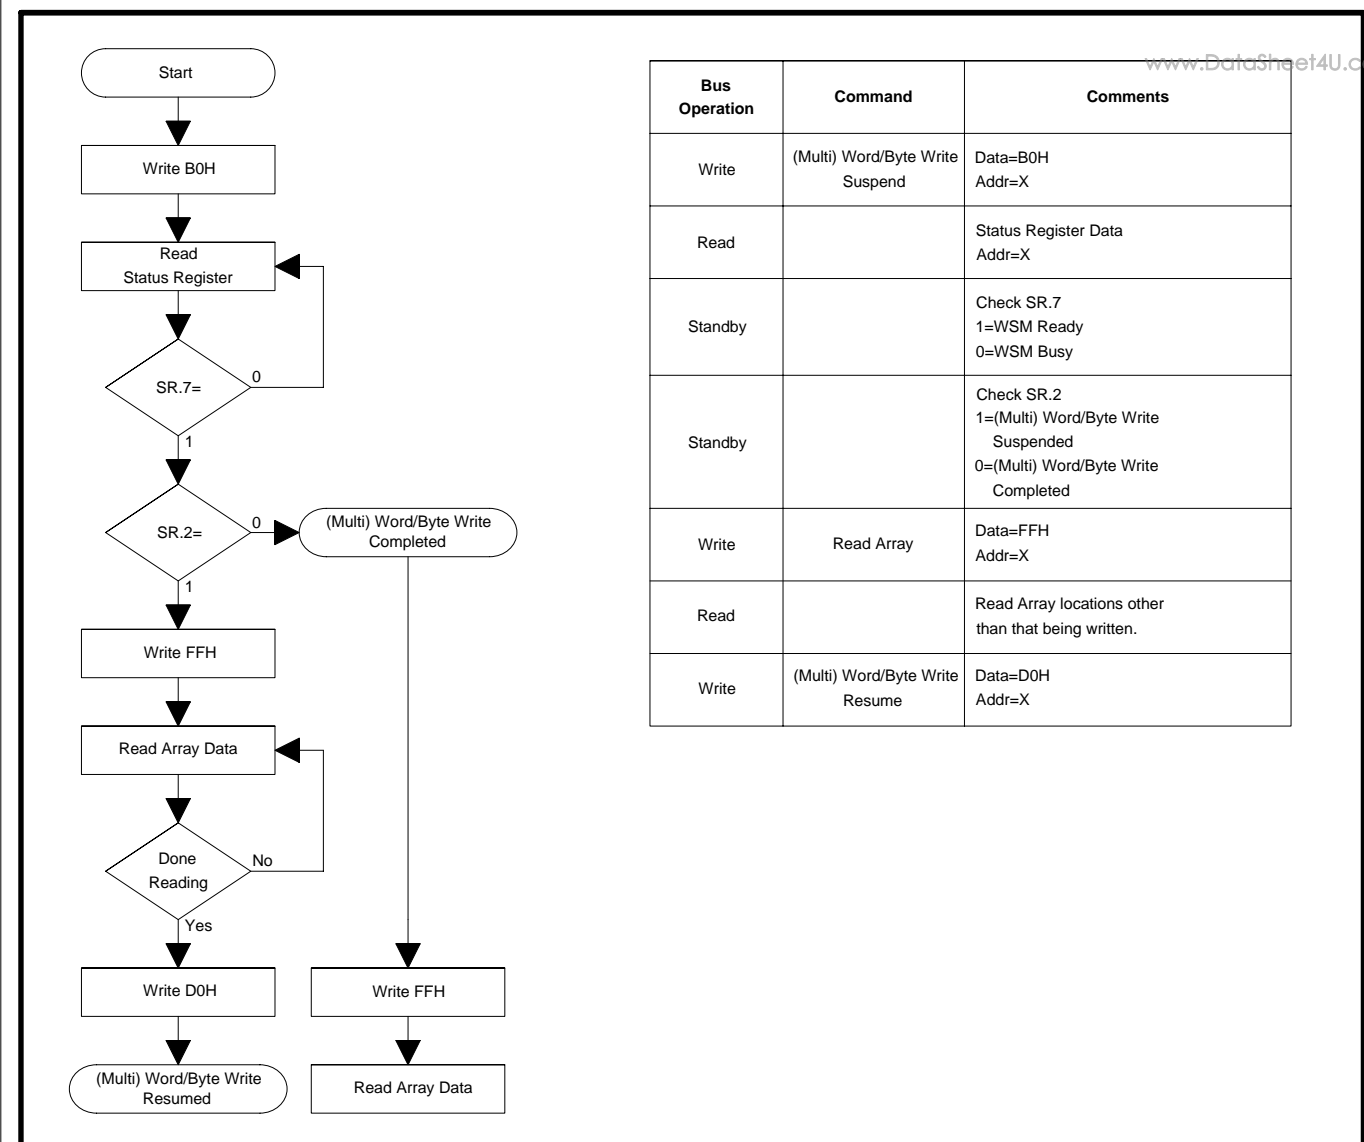 www.DataSheet4U.c
Start
Write B0H
Read
Status Register
SR.7=
0
1
SR.2=
0
(Multi) Word/Byte Write
Completed
1
Write FFH
Read Array Data
Done
Reading
No
Yes
Write D0H
(Multi) Word/Byte Write
Resumed
Write FFH
Read Array Data
Bus
Operation
Command
Comments
Write
(Multi) Word/Byte Write
Suspend
Data=B0H
Addr=X
Read
Status Register Data
Addr=X
Standby
Check SR.7
1=WSM Ready
0=WSM Busy
Standby
Check SR.2
1=(Multi) Word/Byte Write
Suspended
0=(Multi) Word/Byte Write
Completed
Write
Read Array
Data=FFH
Addr=X
Read
Read Array locations other
than that being written.
Write
(Multi) Word/Byte Write
Resume
Data=D0H
Addr=X